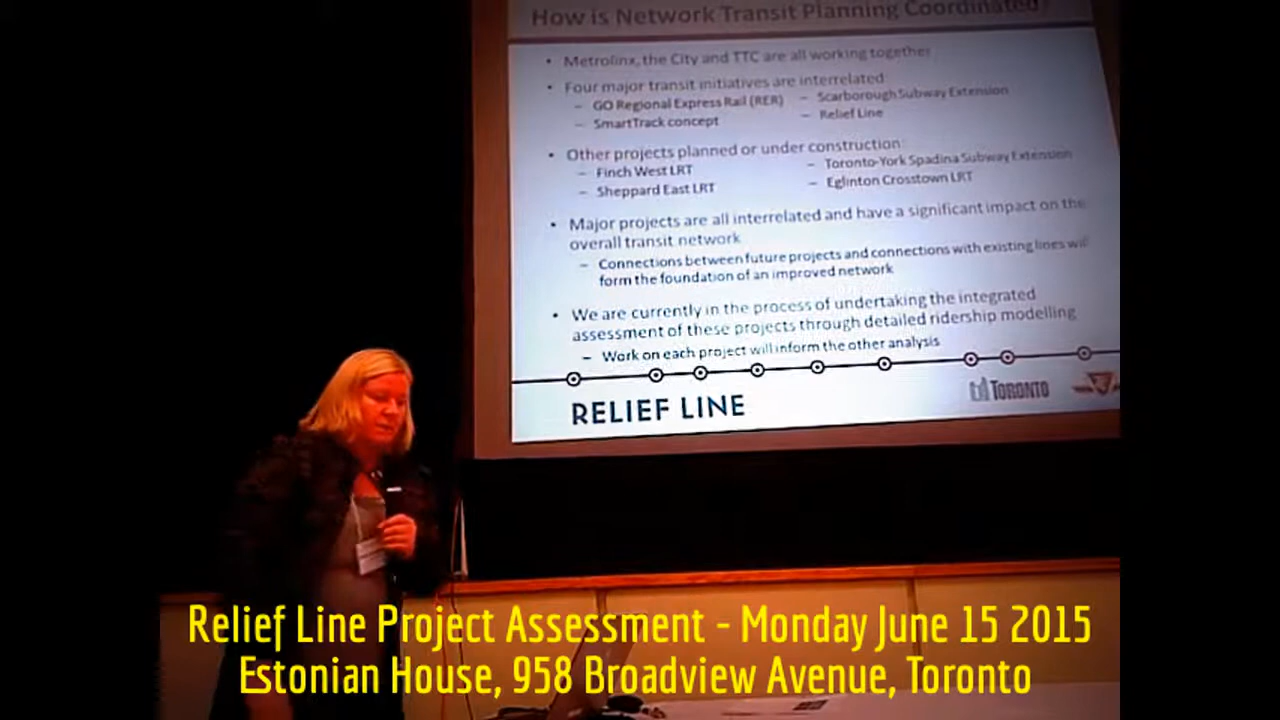 How is Network Transit Planning Coordinated?
• Metrolinx, the City and TTC are all working together
• Four major transit initiatives are interrelated
– GO Regional Express Rail (RER)
– SmartTrack concept
– Scarborough Subway Extension
– Relief Line
• Other projects planned or under construction:
– Finch West LRT
– Sheppard East LRT
– Toronto-York Spadina Subway Extension
– Eglinton Crosstown LRT
• Major projects are all interrelated and have a significant impact on the
overall transit network
– Connections between future projects and connections with existing lines will
form the foundation of an improved network
• We are currently in the process of undertaking the integrated
assessment of these projects through detailed ridership modelling
– Work on each project will inform the other analysis
RELIEF LINE
TORONTO
Relief Line Project Assessment - Monday June 15 2015
Estonian House, 958 Broadview Avenue, Toronto